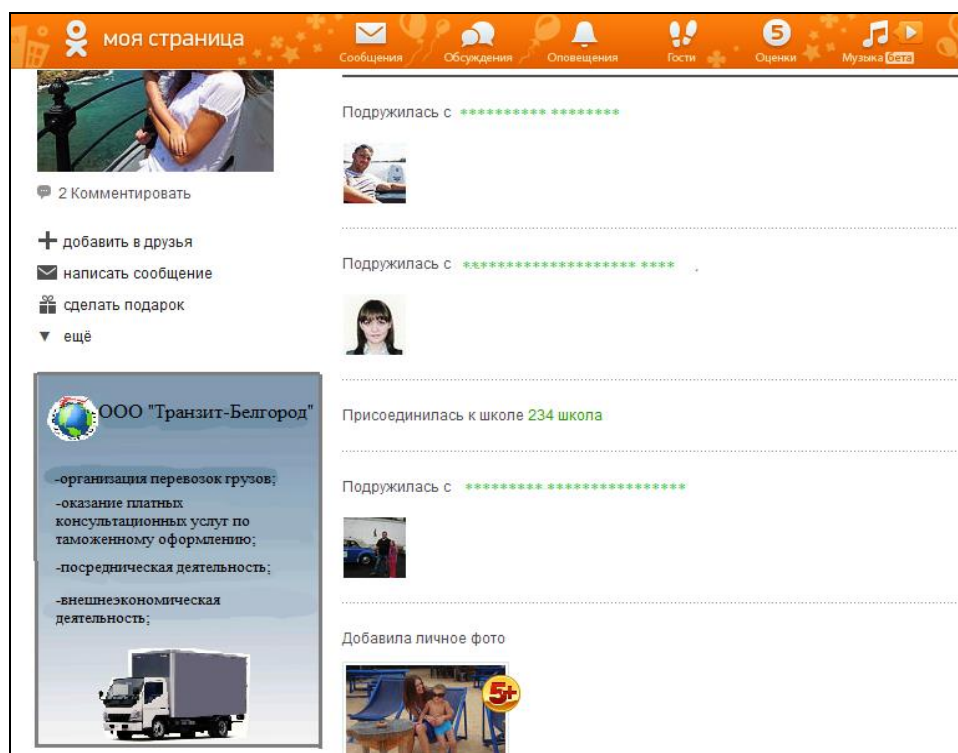 моя страница
Сообщения
Обсуждения
Оповещения
Гости
5
Оценки
Музыка бета
2 Комментировать
добавить в друзья
написать сообщение
сделать подарок
ещё
ООО "Транзит-Белгород"
-организация перевозок грузов;
-оказание платных
консультационных услуг по
таможенному оформлению;
-посредническая деятельность;
-внешнеэкономическая
деятельность;
Подружилась с ********** ********
Подружилась с ******************** ****
Присоединилась к школе 234 школа
Подружилась с ********* ****************
Добавила личное фото
5+